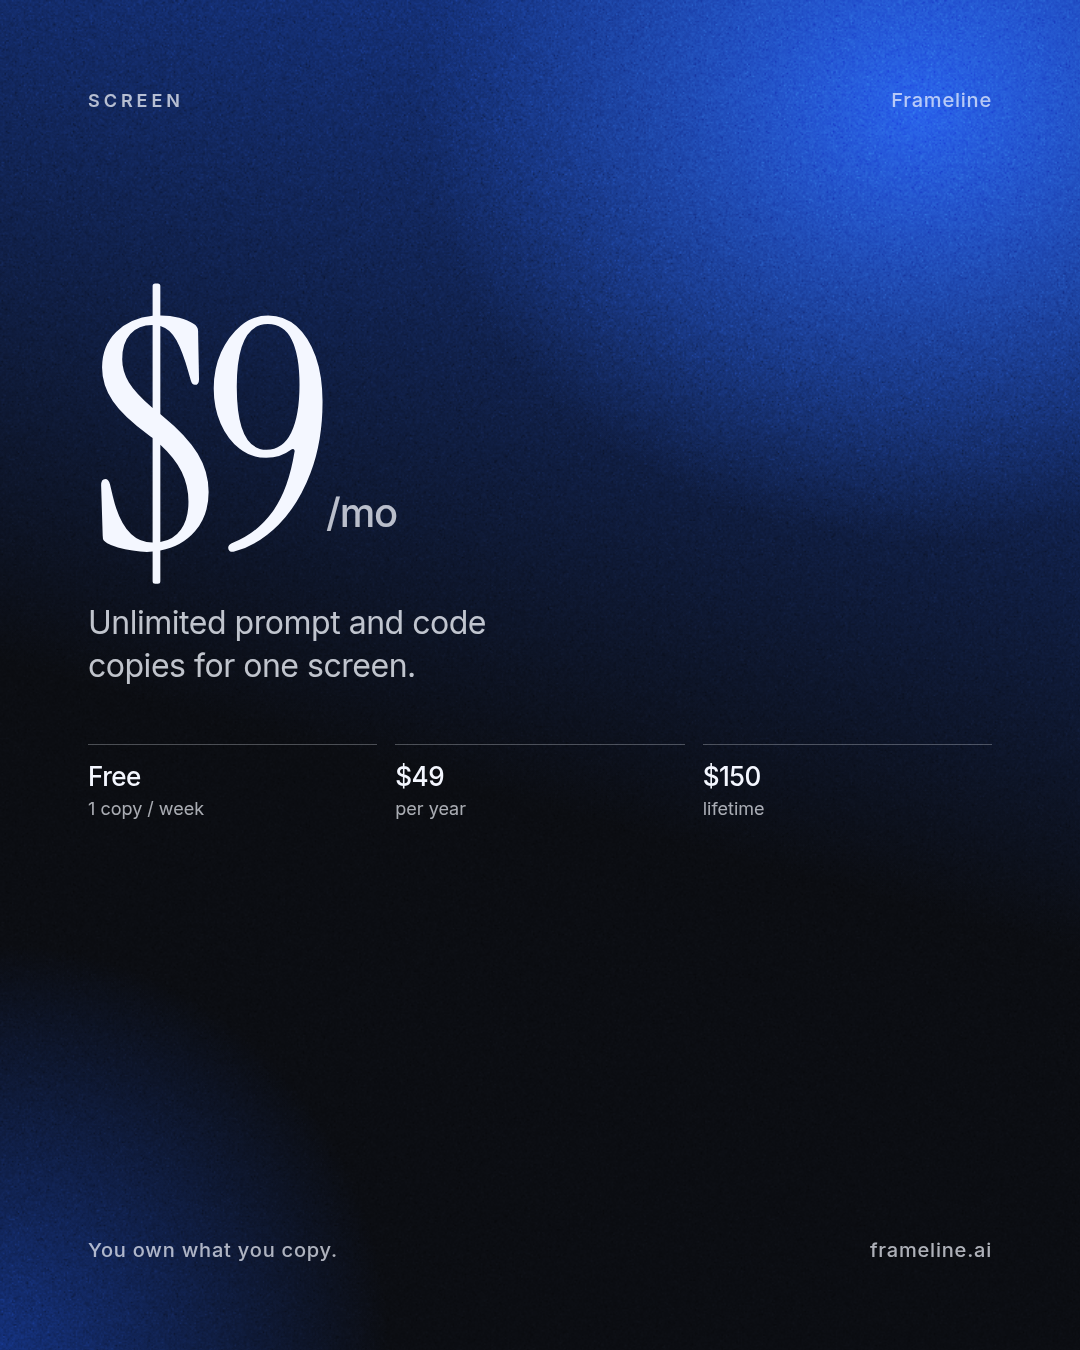 SCREEN
Frameline
$9/mo
Unlimited prompt and code
copies for one screen.
Free
1 copy / week
$49
per year
$150
lifetime
You own what you copy.
frameline.ai